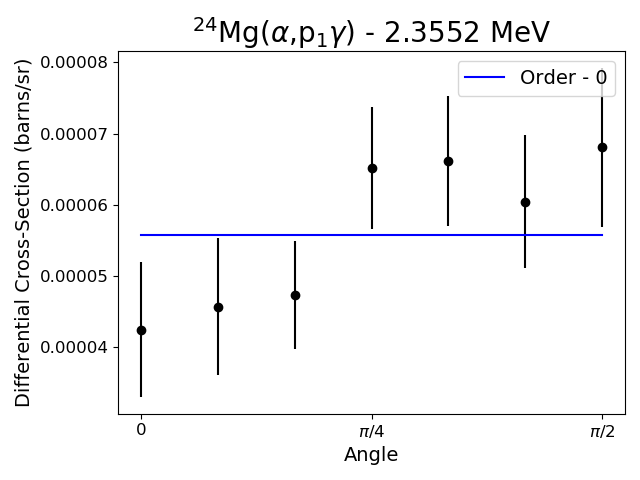 ²⁴Mg(α,p₁γ) - 2.3552 MeV
Order - 0
Differential Cross-Section (barns/sr)
0.00008
0.00007
0.00006
0.00005
0.00004
0 π/4 π/2
Angle